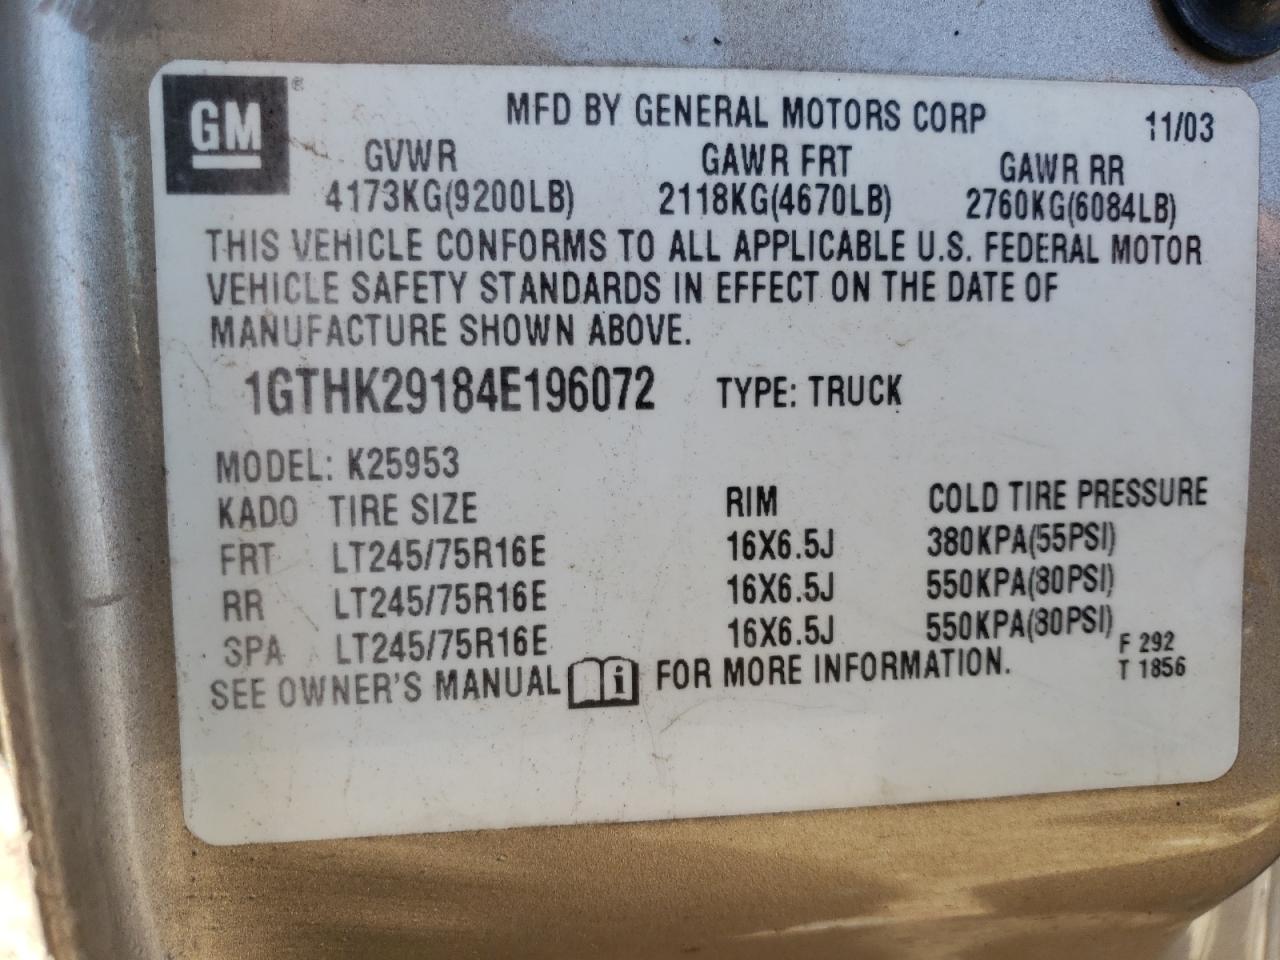 GM ®
MFD BY GENERAL MOTORS CORP 11/03
GVWR GAWR FRT GAWR RR
4173KG(9200LB) 2118KG(4670LB) 2760KG(6084LB)
THIS VEHICLE CONFORMS TO ALL APPLICABLE U.S. FEDERAL MOTOR
VEHICLE SAFETY STANDARDS IN EFFECT ON THE DATE OF
MANUFACTURE SHOWN ABOVE.
1GTHK29184E196072 TYPE: TRUCK
MODEL: K25953
KADO TIRE SIZE RIM COLD TIRE PRESSURE
FRT LT245/75R16E 16X6.5J 380KPA(55PSI)
RR LT245/75R16E 16X6.5J 550KPA(80PSI)
SPA LT245/75R16E 16X6.5J 550KPA(80PSI)
SEE OWNER'S MANUAL i FOR MORE INFORMATION.
F 292
T 1856